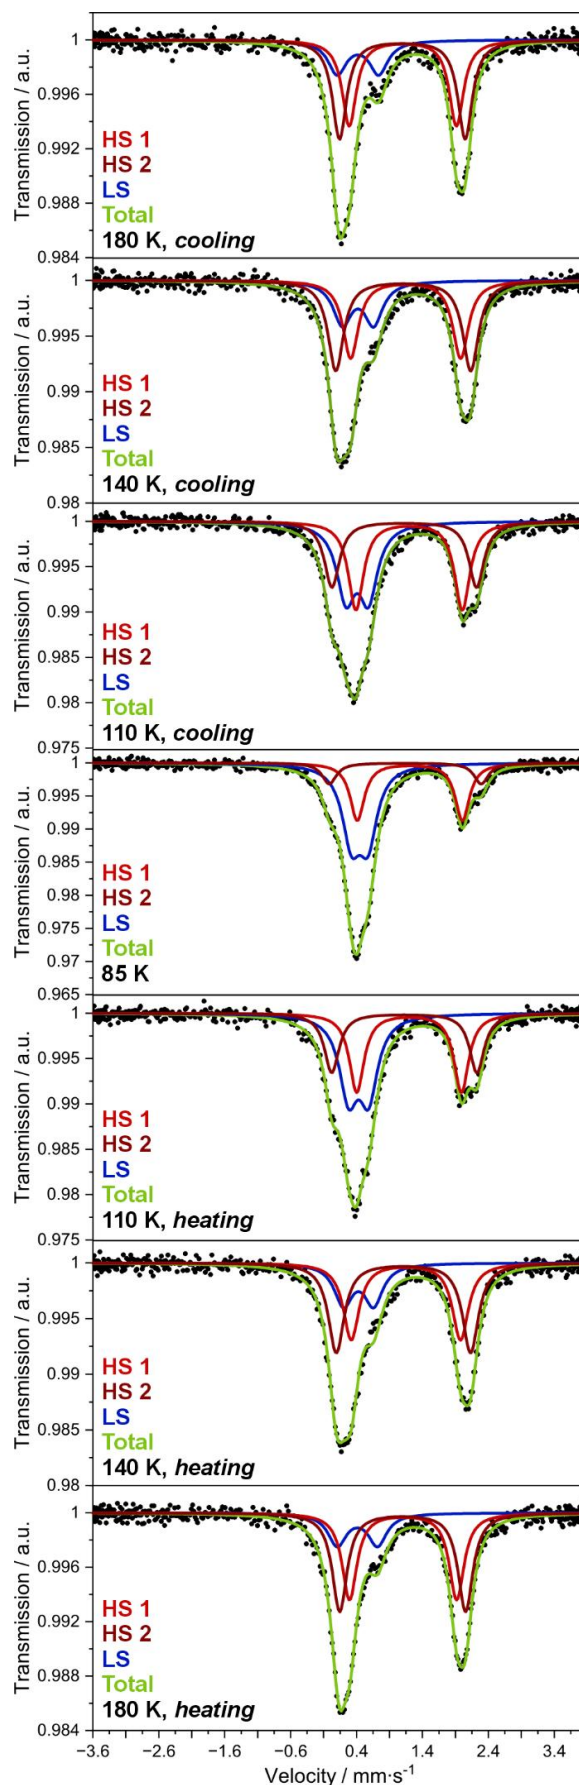 Transmission / a.u.
1
0.996
0.992
0.988
0.984
HS 1
HS 2
LS
Total
180 K, cooling
Transmission / a.u.
1
0.995
0.99
0.985
0.98
HS 1
HS 2
LS
Total
140 K, cooling
Transmission / a.u.
1
0.995
0.99
0.985
0.98
0.975
HS 1
HS 2
LS
Total
110 K, cooling
Transmission / a.u.
1
0.995
0.99
0.985
0.98
0.975
0.97
0.965
HS 1
HS 2
LS
Total
85 K
Transmission / a.u.
1
0.995
0.99
0.985
0.98
0.975
HS 1
HS 2
LS
Total
110 K, heating
Transmission / a.u.
1
0.995
0.99
0.985
0.98
HS 1
HS 2
LS
Total
140 K, heating
Transmission / a.u.
1
0.996
0.992
0.988
0.984
HS 1
HS 2
LS
Total
180 K, heating
−3.6 −2.6 −1.6 −0.6 0.4 1.4 2.4 3.4
Velocity / mm·s⁻¹